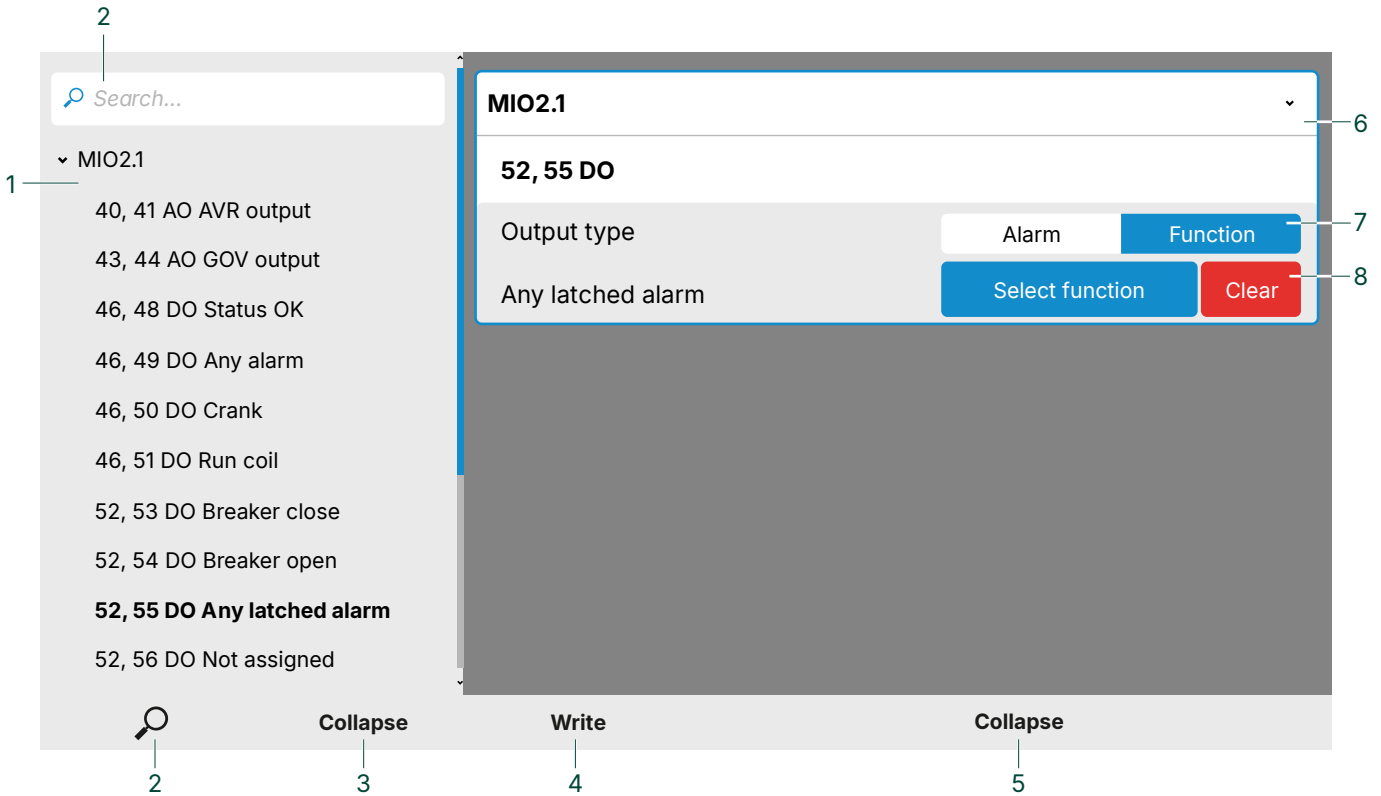 2
Search...
MIO2.1
1
40, 41 AO AVR output
43, 44 AO GOV output
46, 48 DO Status OK
46, 49 DO Any alarm
46, 50 DO Crank
46, 51 DO Run coil
52, 53 DO Breaker close
52, 54 DO Breaker open
52, 55 DO Any latched alarm
52, 56 DO Not assigned
MIO2.1
6
52, 55 DO
Output type
Alarm
Function
7
Any latched alarm
Select function
Clear
8
Collapse
Write
Collapse
2
3
4
5